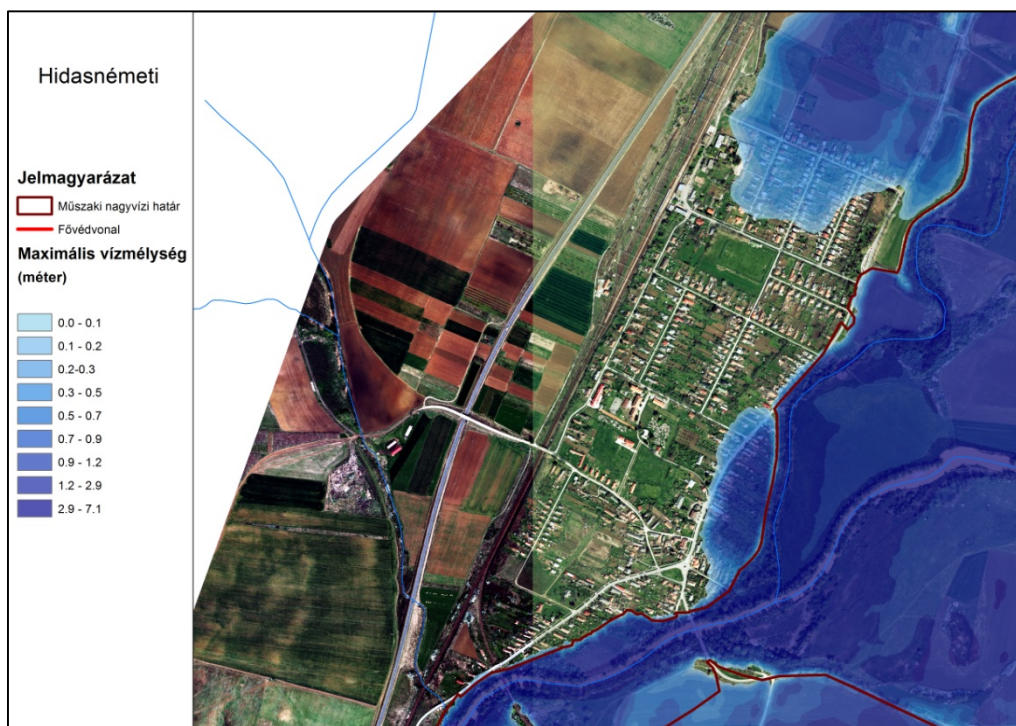 Hidasnémeti
Jelmagyarázat
Műszaki nagyvízi határ
Fővédvonal
Maximális vízmélység
(méter)
0.0 - 0.1
0.1 - 0.2
0.2-0.3
0.3 - 0.5
0.5 - 0.7
0.7 - 0.9
0.9 - 1.2
1.2 - 2.9
2.9 - 7.1